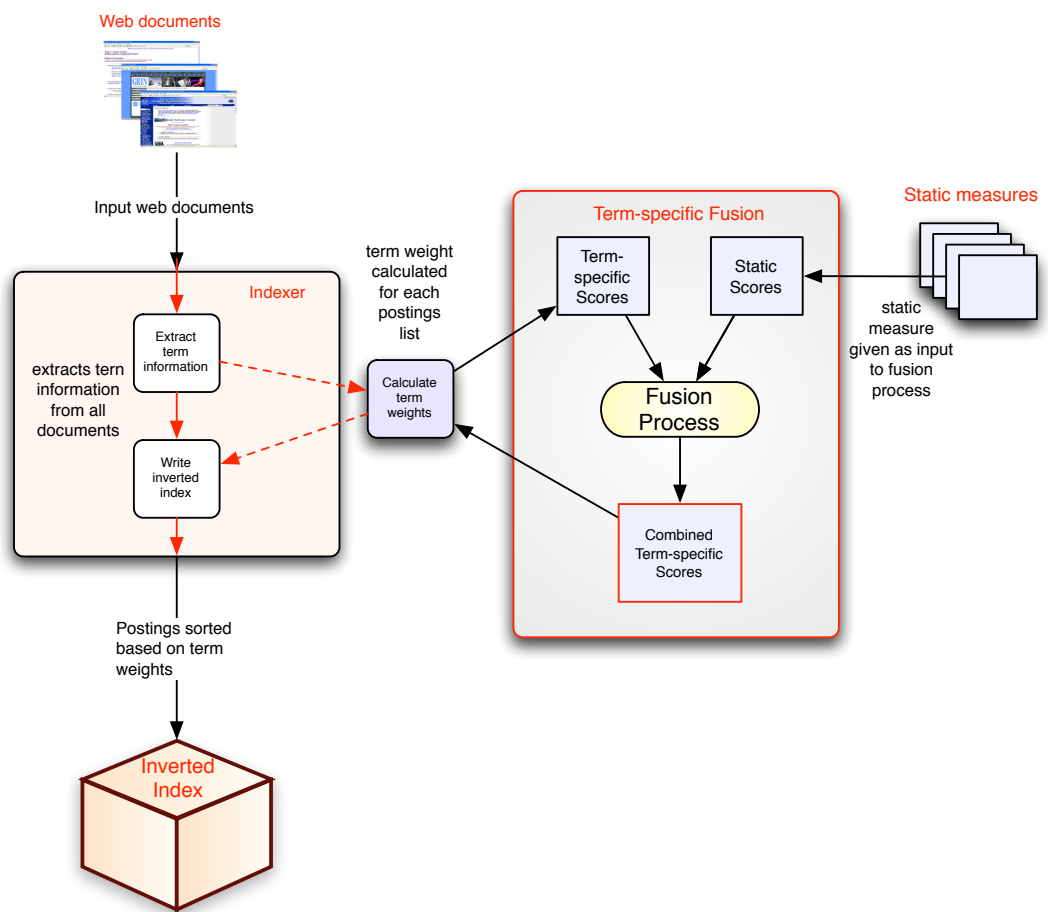 Web documents
GRIN
Input web documents
Indexer
Extract
term
information
extracts tern
information
from all
documents
Write
inverted
index
term weight
calculated
for each
postings
list
Calculate
term
weights
Term-specific Fusion
Term-
specific
Scores
Static
Scores
Fusion
Process
Combined
Term-specific
Scores
Static measures
static
measure
given as input
to fusion
process
Postings sorted
based on term
weights
Inverted
Index